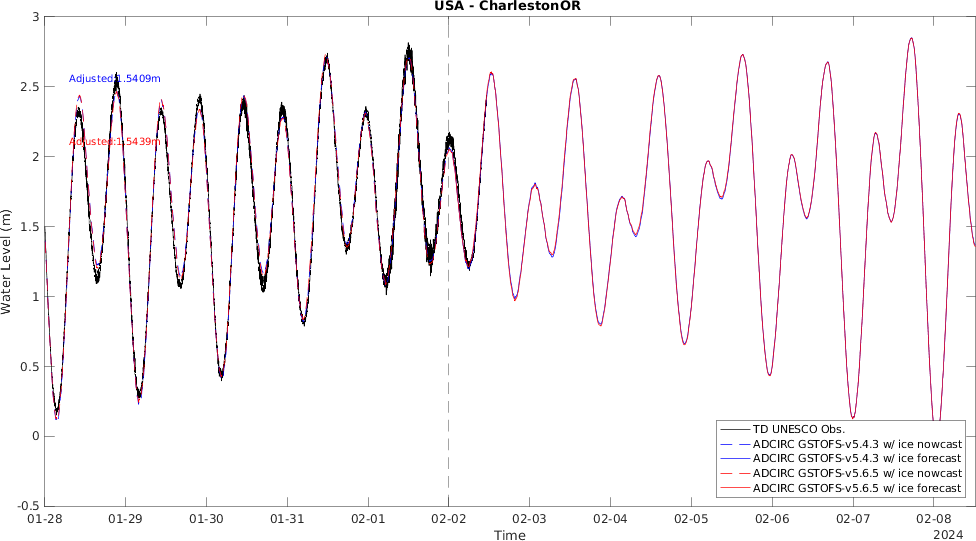 USA - CharlestonOR
3
2.5
2
1.5
1
0.5
0
-0.5
Water Level (m)
Adjusted:1.5409m
Adjusted:1.5439m
TD UNESCO Obs.
ADCIRC GSTOFS-v5.4.3 w/ ice nowcast
ADCIRC GSTOFS-v5.4.3 w/ ice forecast
ADCIRC GSTOFS-v5.6.5 w/ ice nowcast
ADCIRC GSTOFS-v5.6.5 w/ ice forecast
01-28 01-29 01-30 01-31 02-01 02-02 02-03 02-04 02-05 02-06 02-07 02-08
Time
2024